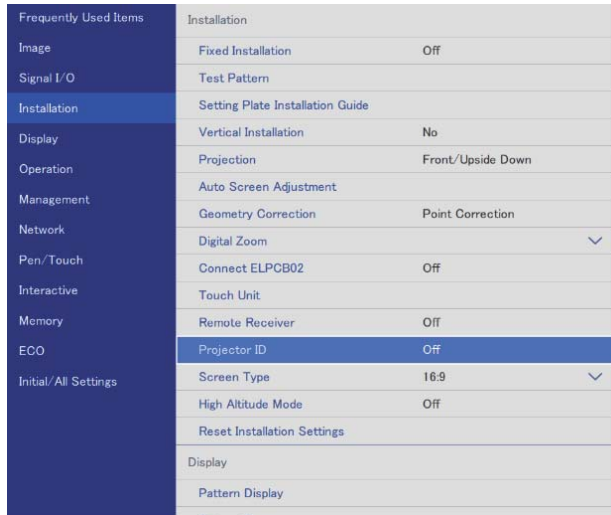 Frequently Used Items
Image
Signal I/O
Installation
Display
Operation
Management
Network
Pen/Touch
Interactive
Memory
ECO
Initial/All Settings
Installation
Fixed Installation Off
Test Pattern
Setting Plate Installation Guide
Vertical Installation No
Projection Front/Upside Down
Auto Screen Adjustment
Geometry Correction Point Correction
Digital Zoom
Connect ELPCB02 Off
Touch Unit
Remote Receiver Off
Projector ID Off
Screen Type 16:9
High Altitude Mode Off
Reset Installation Settings
Display
Pattern Display